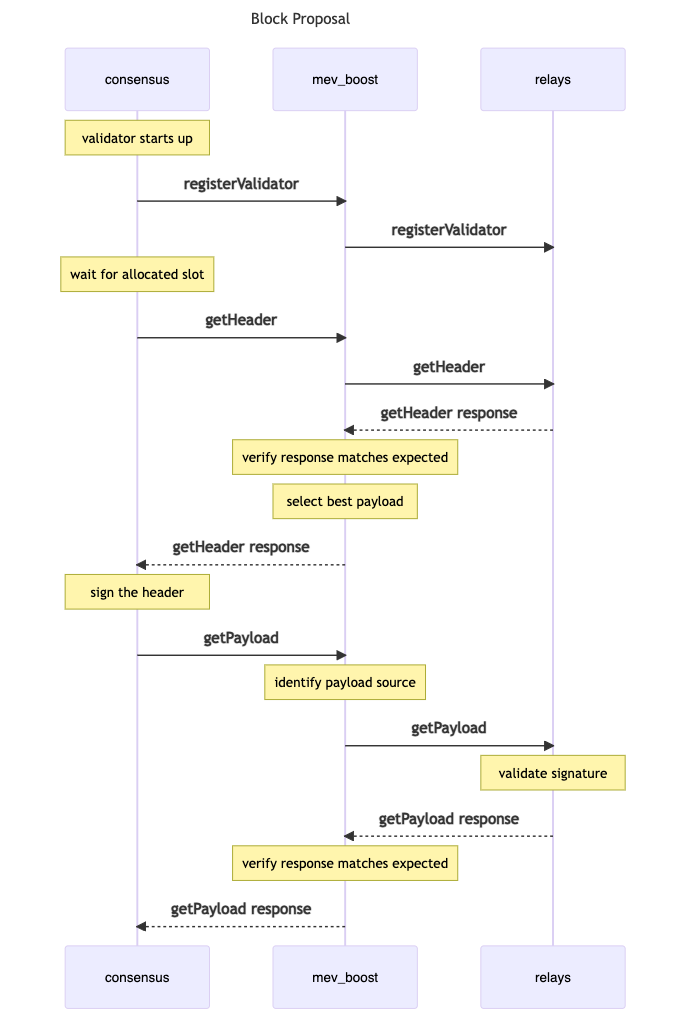 Block Proposal
consensus
mev_boost
relays
validator starts up
registerValidator
registerValidator
wait for allocated slot
getHeader
getHeader
getHeader response
verify response matches expected
select best payload
getHeader response
sign the header
getPayload
identify payload source
getPayload
validate signature
getPayload response
verify response matches expected
getPayload response
consensus
mev_boost
relays